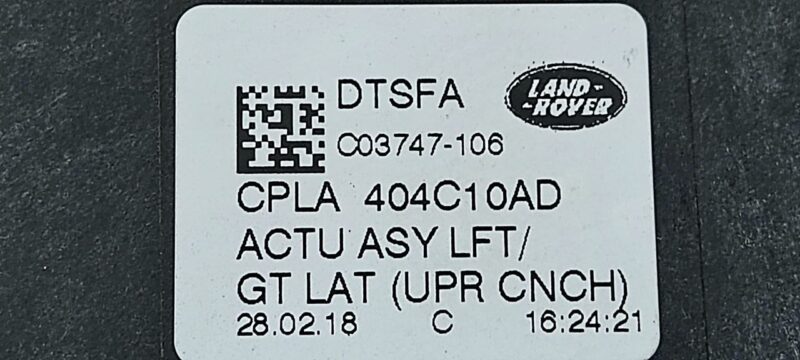 DTSFA
LAND-
-ROVER
C03747-106
CPLA 404C10AD
ACTU ASY LFT/
GT LAT (UPR CNCH)
28.02.18 C 16:24:21